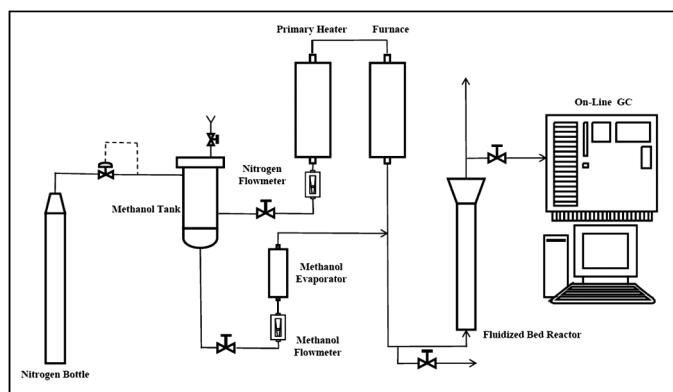 Primary Heater
Furnace
On-Line GC
Nitrogen
Flowmeter
Methanol Tank
Methanol
Evaporator
Methanol
Flowmeter
Fluidized Bed Reactor
Nitrogen Bottle